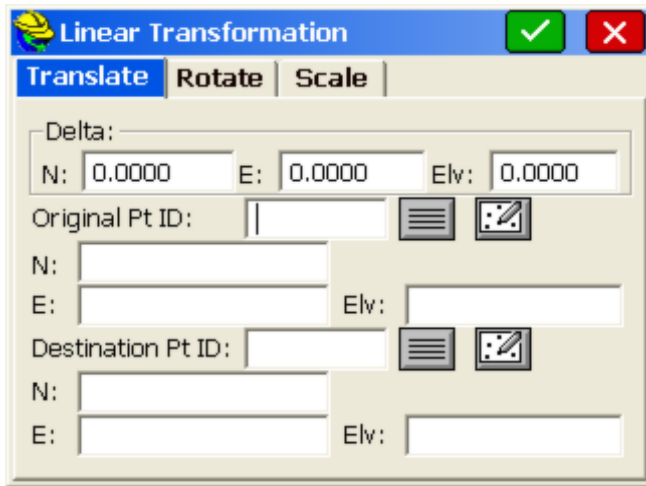 Linear Transformation
Translate Rotate Scale
Delta:
N: 0.0000 E: 0.0000 Elv: 0.0000
Original Pt ID:
N:
E: Elv:
Destination Pt ID:
N:
E: Elv: